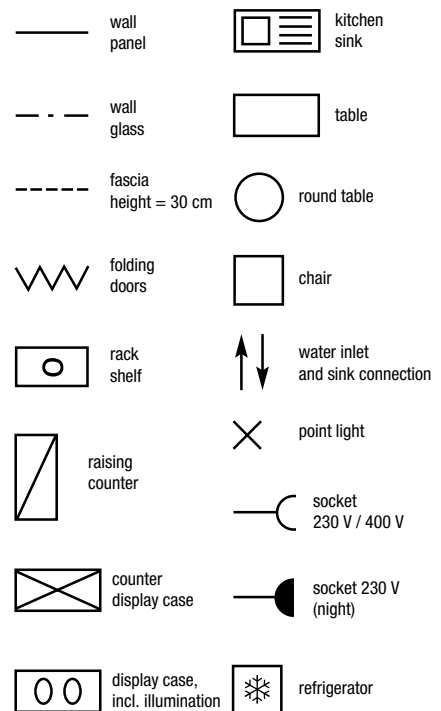 wall
panel
wall
glass
fascia
height = 30 cm
folding
doors
rack
shelf
raising
counter
counter
display case
display case,
incl. illumination
kitchen
sink
table
round table
chair
water inlet
and sink connection
point light
socket
230 V / 400 V
socket 230 V
(night)
refrigerator